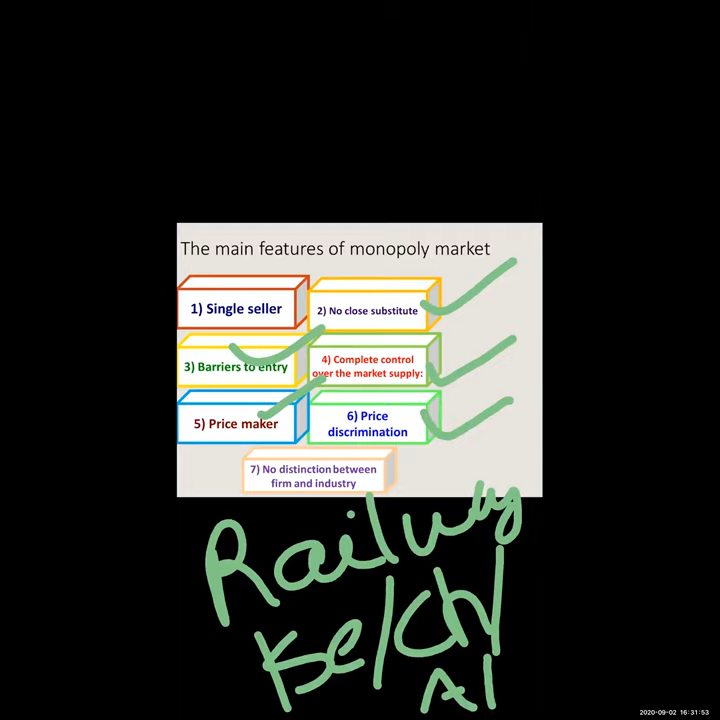 The main features of monopoly market
1) Single seller
2) No close substitute
3) Barriers to entry
4) Complete control
over the market supply:
5) Price maker
6) Price
discrimination
7) No distinction between
firm and industry
Railway
2020-09-02 16:31:53